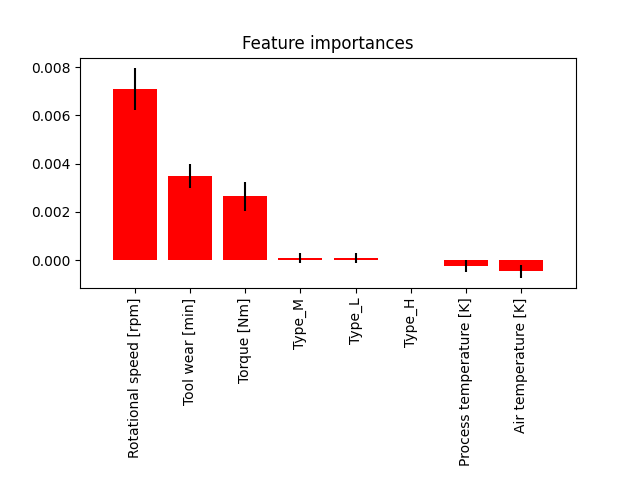 Feature importances
0.008
0.006
0.004
0.002
0.000
Rotational speed [rpm]
Tool wear [min]
Torque [Nm]
Type_M
Type_L
Type_H
Process temperature [K]
Air temperature [K]